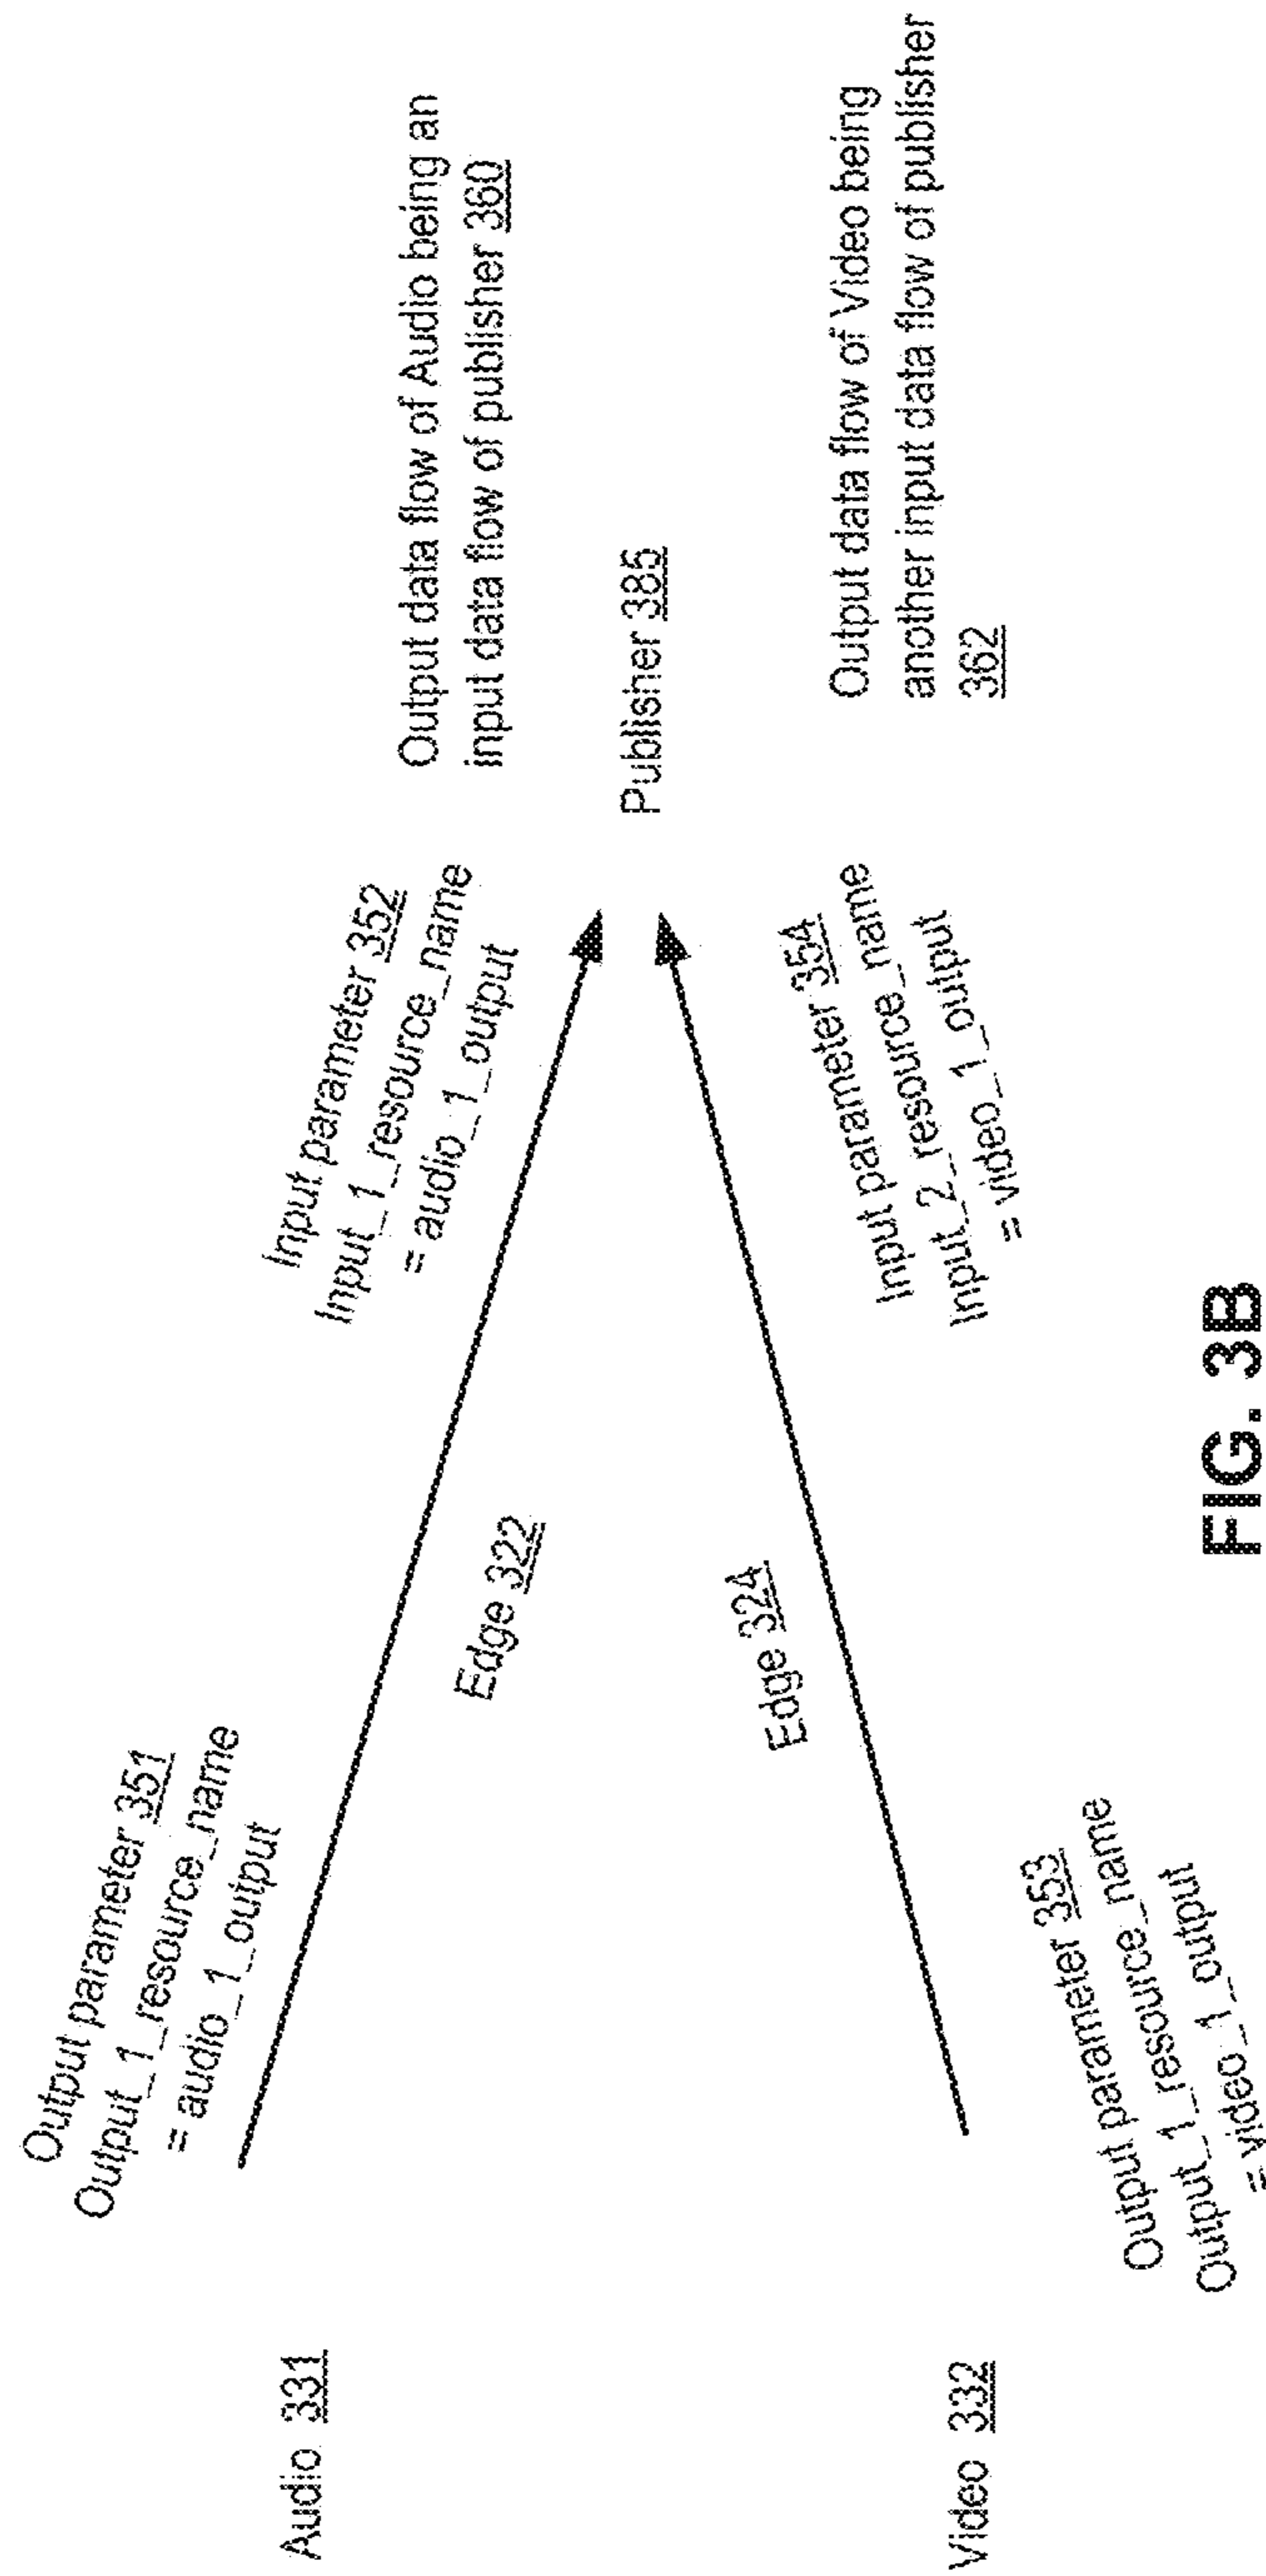 Output parameter 351
Output_1_resource_name
= audio_1_output
Audio 331
Edge 322
Input parameter 352
Input_1_resource_name
= audio_1_output
Output data flow of Audio being an
input data flow of publisher 360
Publisher 385
Output data flow of Video being
another input data flow of publisher
362
Edge 324
Input parameter 354
Input_2_resource_name
= video_1_output
Video 332
Output parameter 353
Output_1_ressource_name
= video_1_output
FIG. 3B